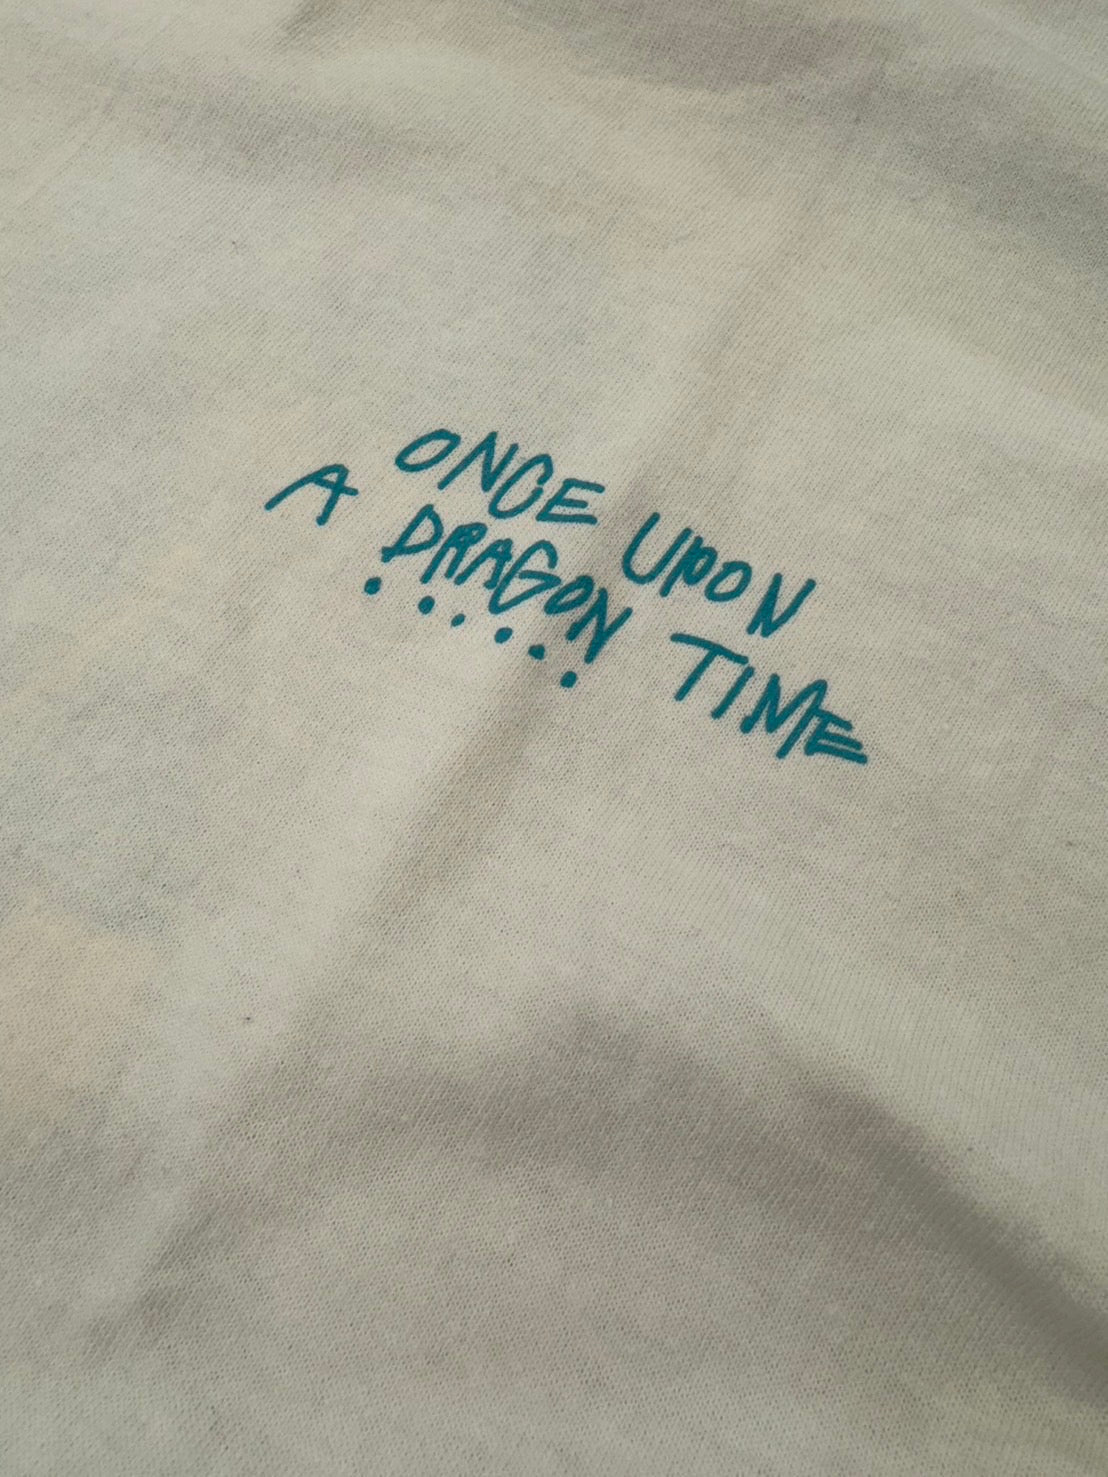 ONCE UPON
A DRAGON TIME
......